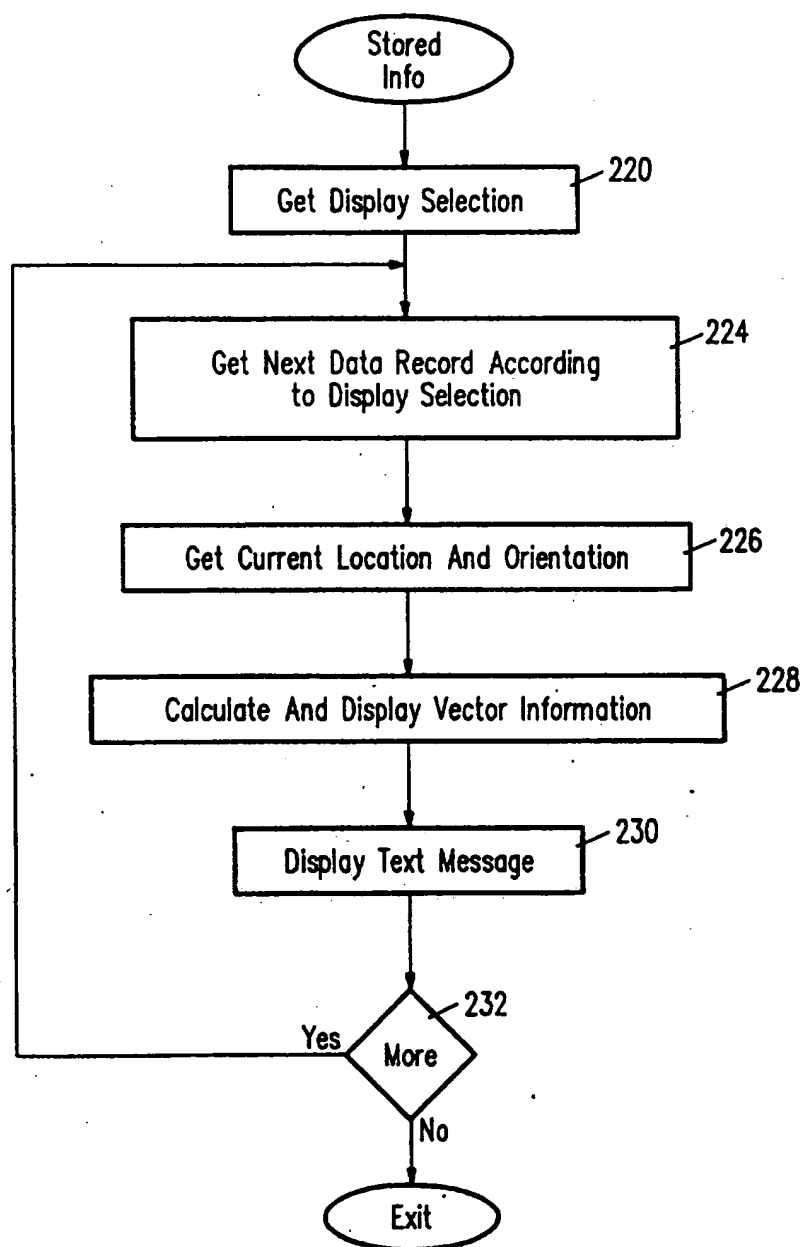 Stored
Info
220
Get Display Selection
224
Get Next Data Record According
to Display Selection
226
Get Current Location And Orientation
228
Calculate And Display Vector Information
230
Display Text Message
232
Yes
More
No
Exit